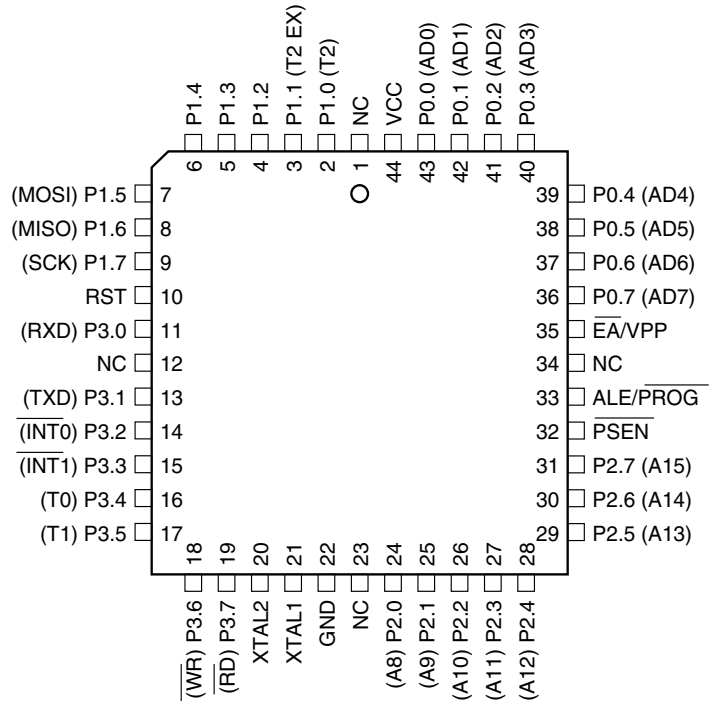 P1.4
P1.3
P1.2
P1.1 (T2 EX)
P1.0 (T2)
NC
VCC
P0.0 (AD0)
P0.1 (AD1)
P0.2 (AD2)
P0.3 (AD3)
6
5
4
3
2
1
44
43
42
41
40
(MOSI) P1.5 7
(MISO) P1.6 8
(SCK) P1.7 9
RST 10
(RXD) P3.0 11
NC 12
(TXD) P3.1 13
(INT0) P3.2 14
(INT1) P3.3 15
(T0) P3.4 16
(T1) P3.5 17
39 P0.4 (AD4)
38 P0.5 (AD5)
37 P0.6 (AD6)
36 P0.7 (AD7)
35 EA/VPP
34 NC
33 ALE/PROG
32 PSEN
31 P2.7 (A15)
30 P2.6 (A14)
29 P2.5 (A13)
18
19
20
21
22
23
24
25
26
27
28
(WR) P3.6
(RD) P3.7
XTAL2
XTAL1
GND
NC
(A8) P2.0
(A9) P2.1
(A10) P2.2
(A11) P2.3
(A12) P2.4